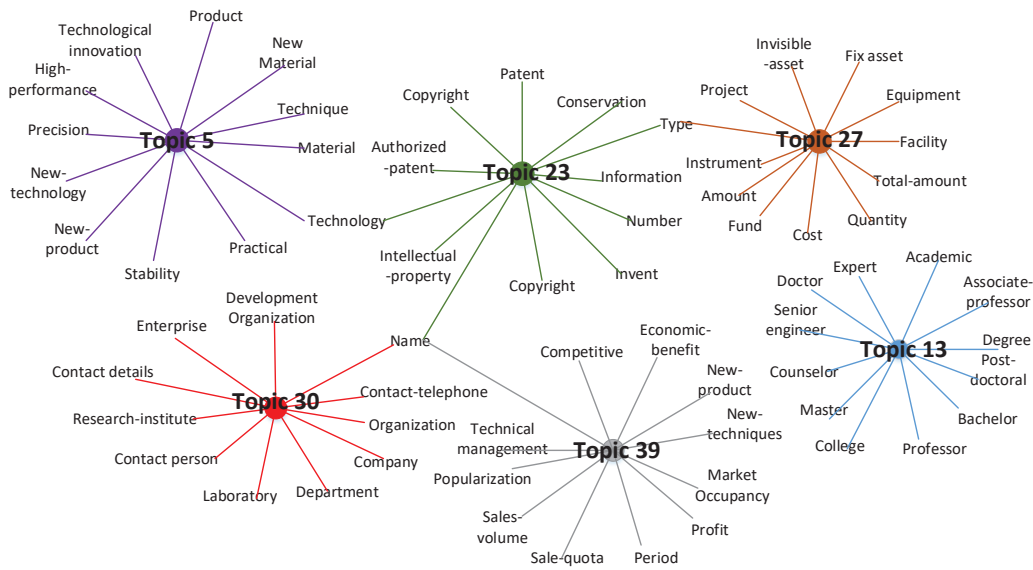 Product
Technological
innovation
High-
performance
New
Material
Precision
Technique
Topic 5
Material
New-
technology
New-
product
Stability
Practical
Technology
Patent
Copyright
Conservation
Type
Authorized
-patent
Topic 23
Information
Number
Intellectual
-property
Copyright
Invent
Name
Invisible
-asset
Fix asset
Project
Equipment
Topic 27
Facility
Instrument
Total-amount
Amount
Fund
Cost
Quantity
Development
Organization
Enterprise
Contact details
Contact-telephone
Topic 30
Research-institute
Organization
Contact person
Company
Laboratory
Department
Economic-
benefit
Competitive
New-
product
New-
techniques
Technical
management
Topic 39
Popularization
Market
Occupancy
Sales-
volume
Profit
Sale-quota
Period
Academic
Expert
Doctor
Associate-
professor
Senior
engineer
Degree
Topic 13
Post-
doctoral
Counselor
Master
Bachelor
College
Professor